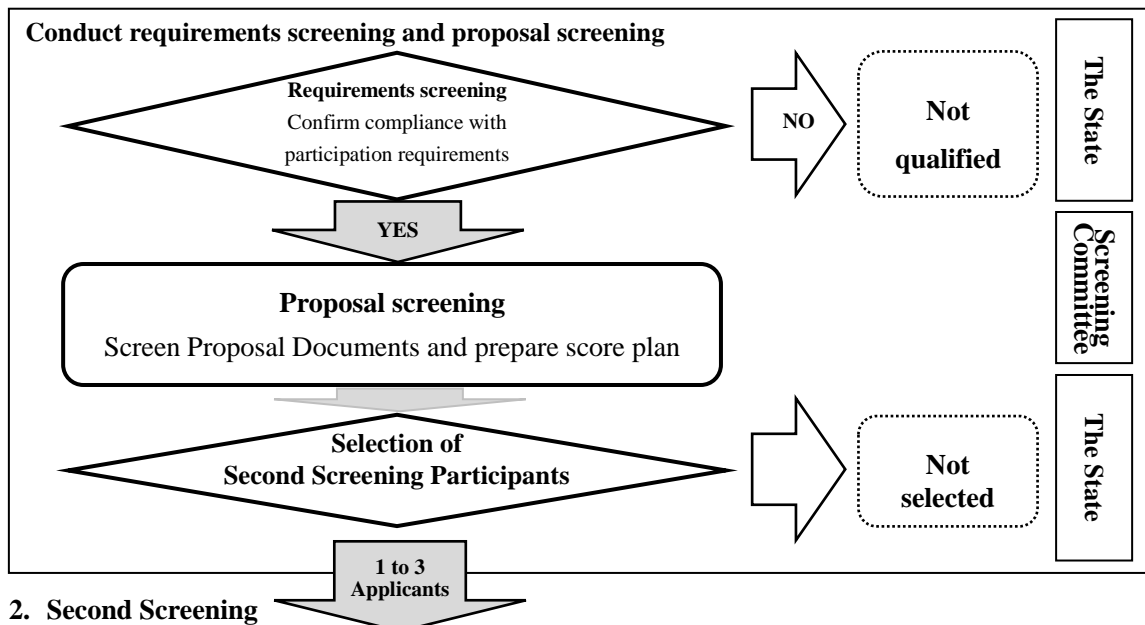 Conduct requirements screening and proposal screening
Requirements screening
Confirm compliance with
participation requirements
NO
Not
qualified
The State
YES
Proposal screening
Screen Proposal Documents and prepare score plan
Screening
Committee
Selection of
Second Screening Participants
Not
selected
The State
1 to 3
Applicants
2. Second Screening